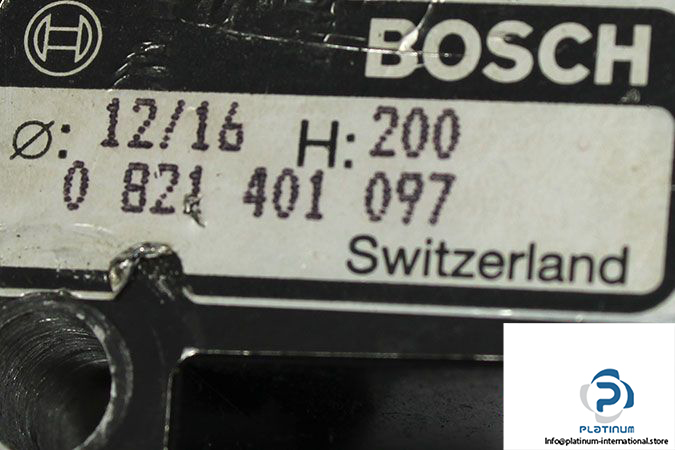 BOSCH
Ø: 12/16 H: 200
0 821 401 097
Switzerland
PLATINUM
Info@platinum-international.store